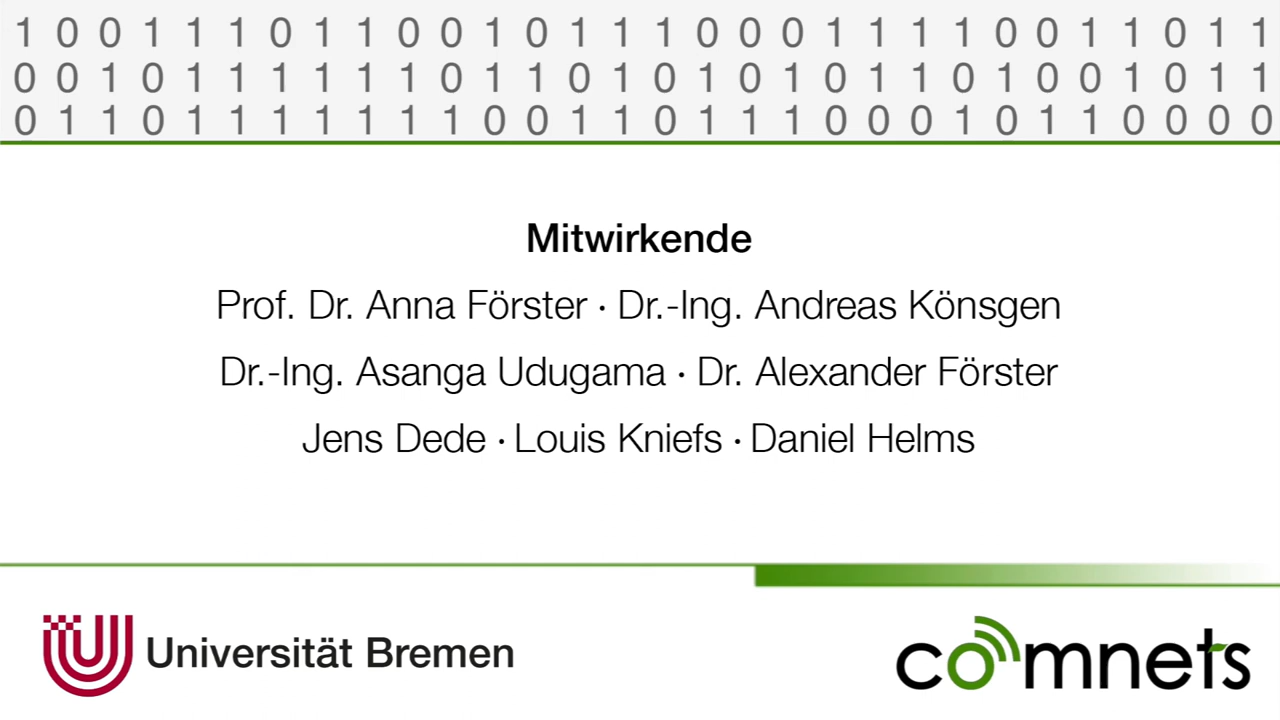 1 0 0 1 1 1 0 1 1 0 0 1 0 1 1 1 0 0 0 1 1 1 1 0 0 1 1 0 1 1
0 0 1 0 1 1 1 1 1 1 0 1 1 0 1 0 1 0 1 0 1 1 0 1 0 0 1 0 1 1
0 1 1 0 1 1 1 1 1 1 1 0 0 1 1 0 1 1 1 0 0 0 1 0 1 1 0 0 0 0
Mitwirkende
Prof. Dr. Anna Förster · Dr.-Ing. Andreas Könsgen
Dr.-Ing. Asanga Udugama · Dr. Alexander Förster
Jens Dede · Louis Kniefs · Daniel Helms
Universität Bremen
comnets